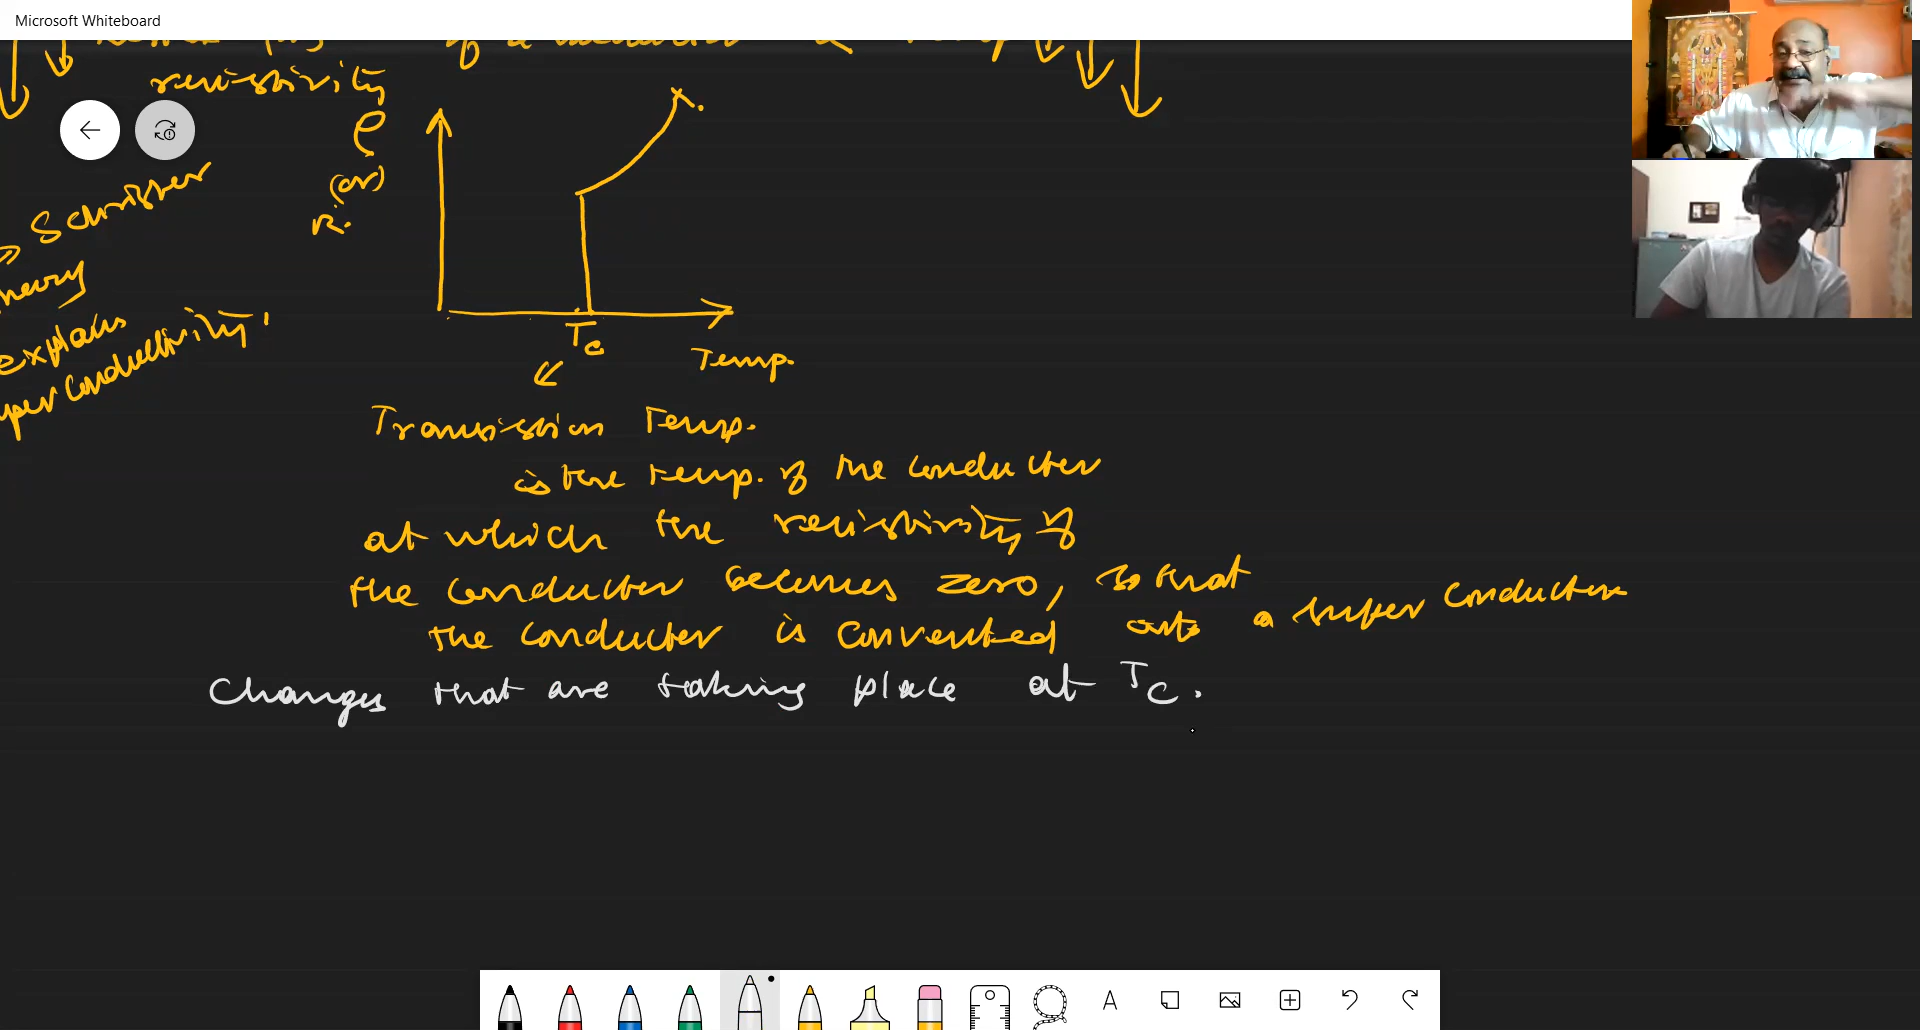 Microsoft Whiteboard
resistivity
ρ
(or)
R.
Schrieffer
Theory
explains
Super Conductivity.
Tc
Temp.
Transission Temp.
is the temp. of the conductor
at which the resistivity of
the conductor becomes zero, so that
the conductor is converted into a super conductor
Changes that are taking place at Tc.
A